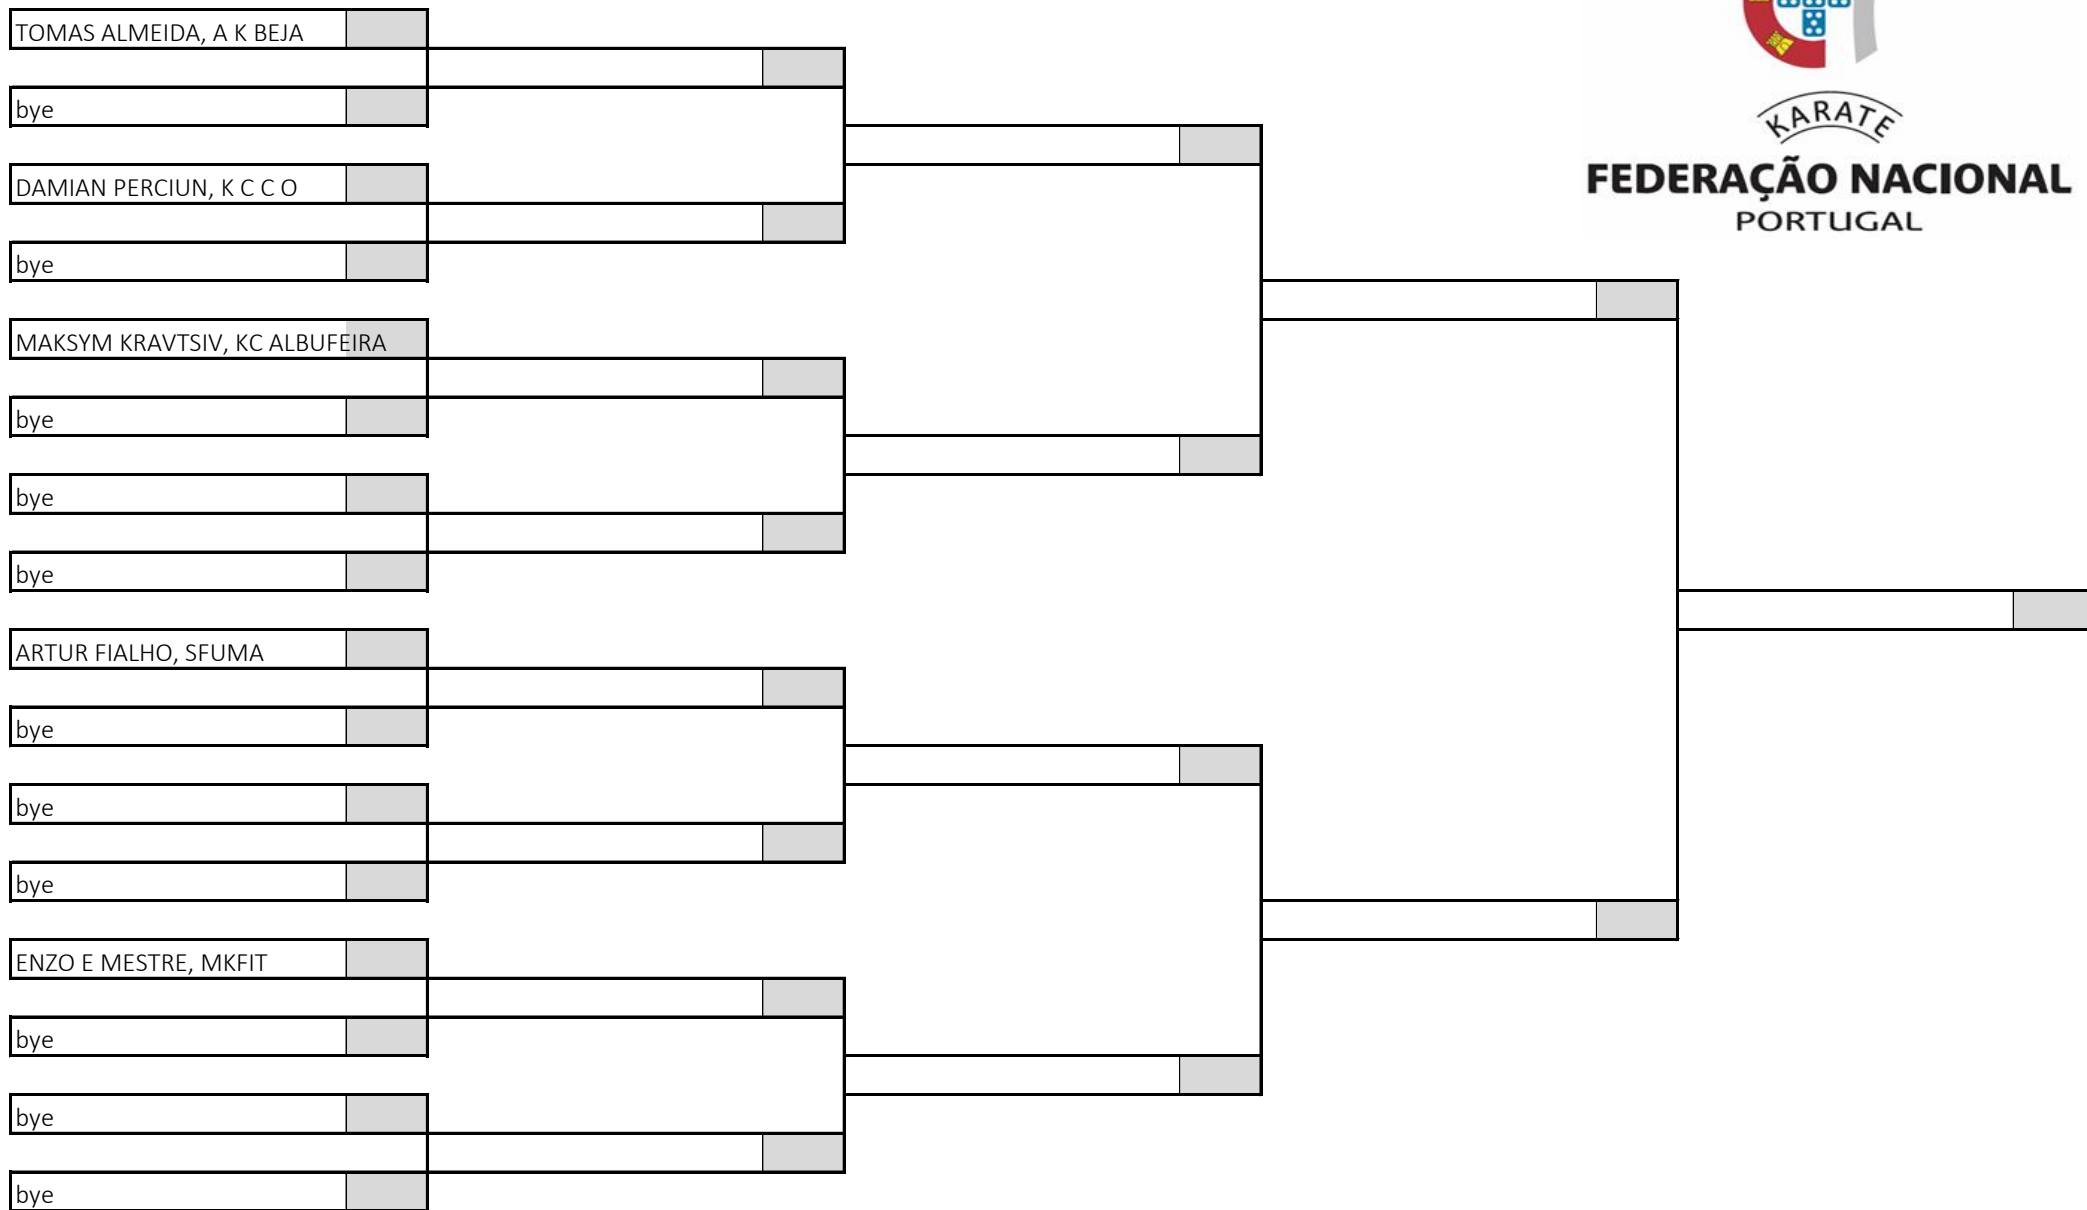 TOMAS ALMEIDA, A K BEJA
bye
DAMIAN PERCIUN, K C C O
bye
MAKSYM KRAVTSIV, KC ALBUFEIRA
bye
bye
bye
ARTUR FIALHO, SFUMA
bye
bye
bye
ENZO E MESTRE, MKFIT
bye
bye
bye
KARATE
FEDERAÇÃO NACIONAL
PORTUGAL